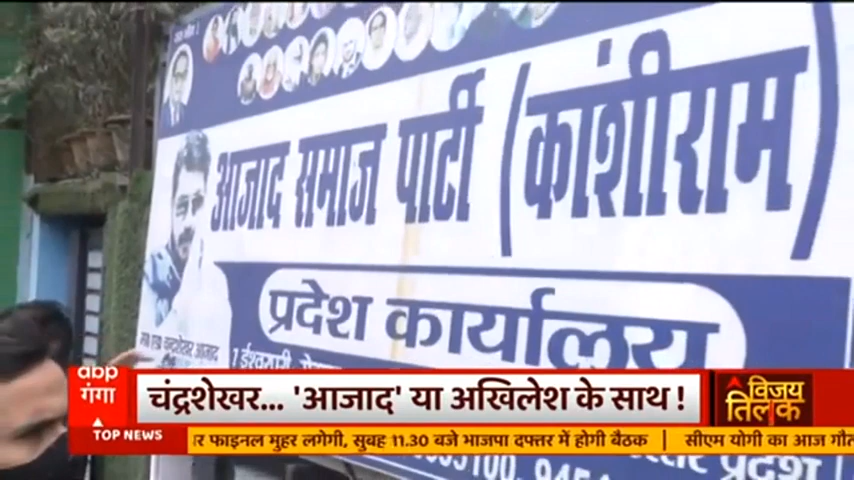 आजाद समाज पार्टी (कांशीराम)
प्रदेश कार्यालय
abp
गंगा
TOP NEWS
चंद्रशेखर... 'आजाद' या अखिलेश के साथ !
विजय
तिलक
फाइनल मुहर लगेगी, सुबह 11.30 बजे भाजपा दफ्तर में होगी बैठक | सीएम योगी का आज
प्रदेश